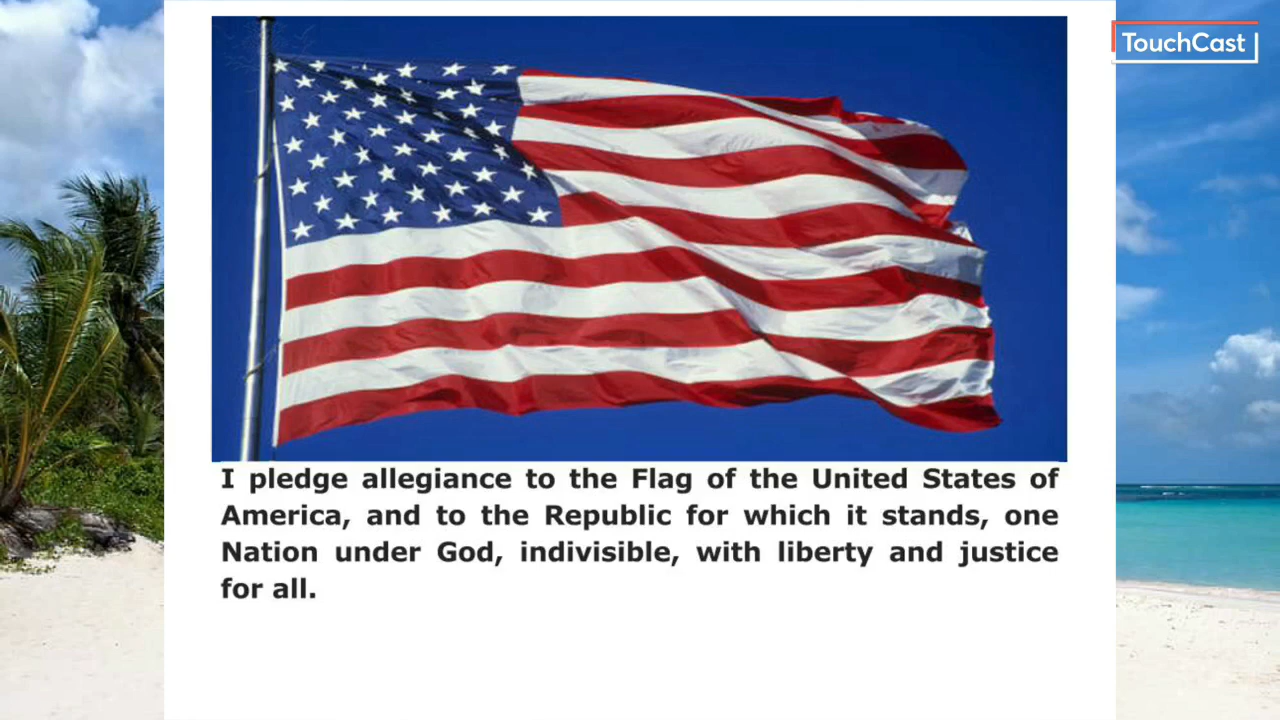 TouchCast
I pledge allegiance to the Flag of the United States of
America, and to the Republic for which it stands, one
Nation under God, indivisible, with liberty and justice
for all.